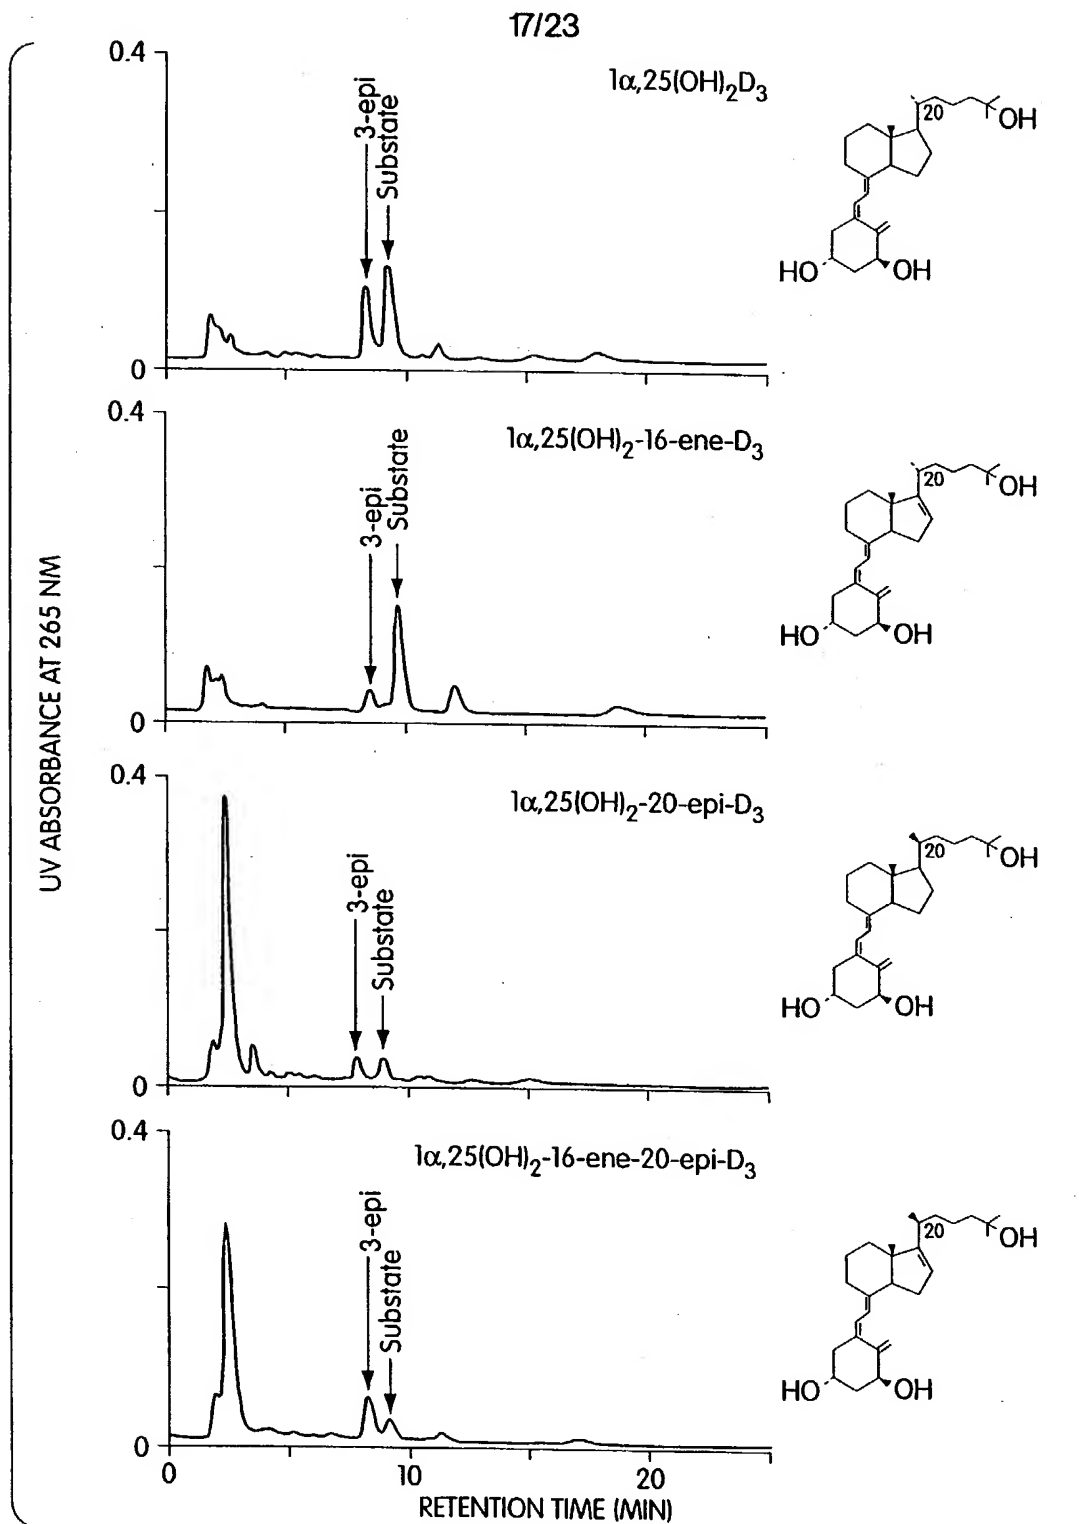 17/23
UV ABSORBANCE AT 265 NM
0.4
0
3-epi
Substrate
1α,25(OH)2D3
20
OH
HO
OH
0.4
0
3-epi
Substrate
1α,25(OH)2-16-ene-D3
20
OH
HO
OH
0.4
0
3-epi
Substrate
1α,25(OH)2-20-epi-D3
20
OH
HO
OH
0.4
0
3-epi
Substrate
1α,25(OH)2-16-ene-20-epi-D3
20
OH
HO
OH
0
10
20
RETENTION TIME (MIN)